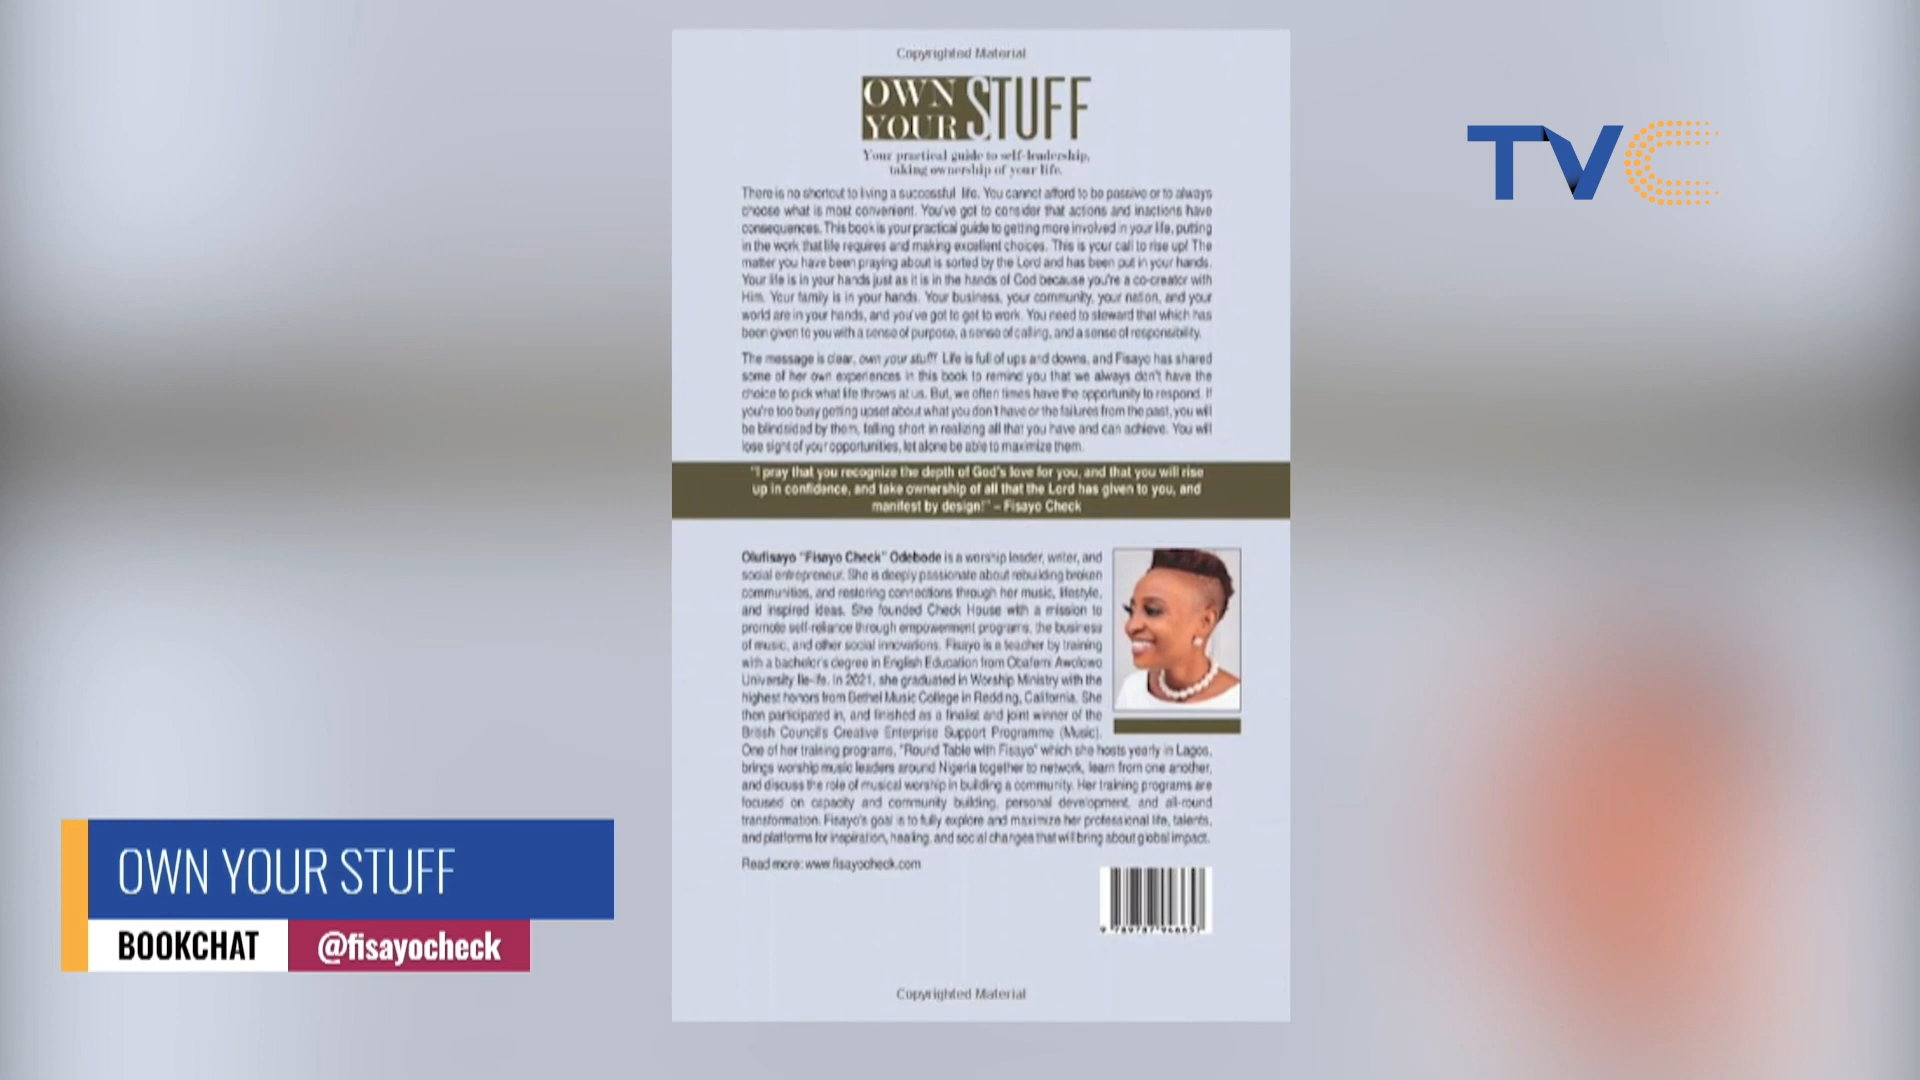 Copyrighted Material
OWN YOUR STUFF
Your practical guide to self-leadership,
taking ownership of your life.
There is no shortcut to living a successful life. You cannot afford to be passive or to always
choose what is most convenient. You've got to consider that actions and inactions have
consequences. This book is your practical guide to getting more involved in your life, putting
in the work that life requires and making excellent choices. This is your call to rise up! The
matter you have been praying about is sorted by the Lord and has been put in your hands.
Your life is in your hands just as it is in the hands of God because you're a co-creator with
Him. Your family is in your hands. Your business, your community, your nation, and your
world are in your hands, and you've got to get to work. You need to steward that which has
been given to you with a sense of purpose, a sense of calling, and a sense of responsibility.
The message is clear, own your stuff! Life is full of ups and downs, and Fisayo has shared
some of her own experiences in this book to remind you that we always don't have the
choice to pick what life throws at us. But, we often times have the opportunity to respond. If
you're too busy getting upset about what you don't have or the failures from the past, you will
be blindsided by them, falling short in realizing all that you have and can achieve. You will
lose sight of your opportunities, let alone be able to maximize them.
"I pray that you recognize the depth of God's love for you, and that you will rise
up in confidence, and take ownership of all that the Lord has given to you, and
manifest by design!" – Fisayo Check
Olufisayo "Fisayo Check" Odebode is a worship leader, writer, and
social entrepreneur. She is deeply passionate about rebuilding broken
communities, and restoring connections through her music, lifestyle,
and inspired ideas. She founded Check House with a mission to
promote self-reliance through empowerment programs, the business
of music, and other social innovations. Fisayo is a teacher by training
with a bachelor's degree in English Education from Obafemi Awolowo
University Ile-Ife. In 2021, she graduated in Worship Ministry with the
highest honors from Bethel Music College in Redding, California. She
then participated in, and finished as a finalist and joint winner of the
British Council's Creative Enterprise Support Programme (Music).
One of her training programs, "Round Table with Fisayo" which she hosts yearly in Lagos,
brings worship music leaders around Nigeria together to network, learn from one another,
and discuss the role of musical worship in building a community. Her training programs are
focused on capacity and community building, personal development, and all-round
transformation. Fisayo's goal is to fully explore and maximize her professional life, talents,
and platforms for inspiration, healing, and social changes that will bring about global impact.
Read more: www.fisayocheck.com
Copyrighted Material
TVC
OWN YOUR STUFF
BOOKCHAT
@fisayocheck